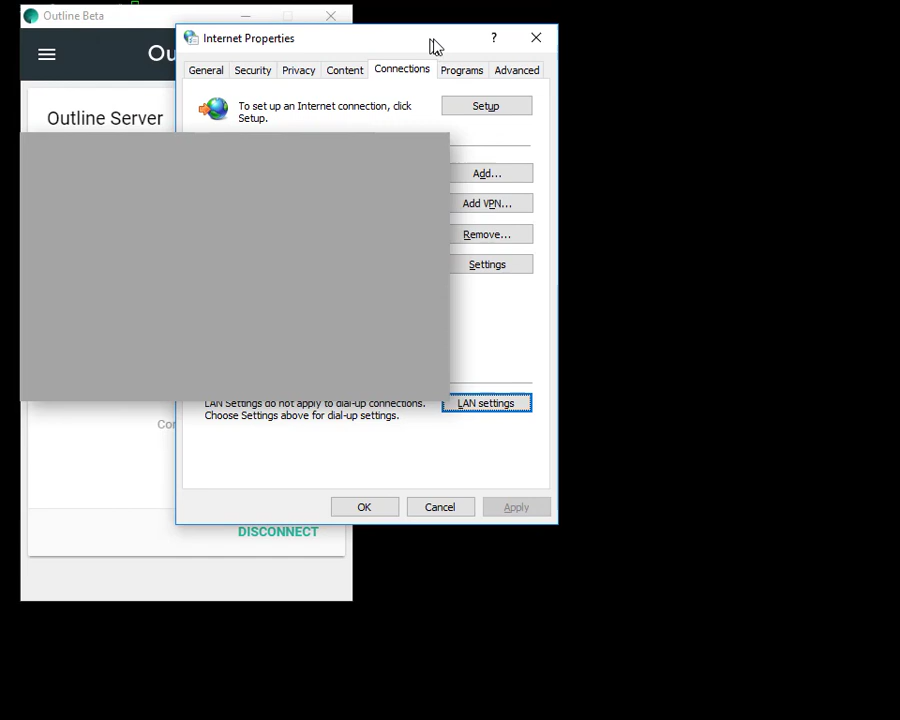 Outline Beta
Internet Properties
?
General
Security
Privacy
Content
Connections
Programs
Advanced
To set up an Internet connection, click
Setup.
Setup
Outline Server
Add...
Add VPN...
Remove...
Settings
LAN Settings do not apply to dial-up connections.
Choose Settings above for dial-up settings.
LAN settings
OK
Cancel
Apply
DISCONNECT